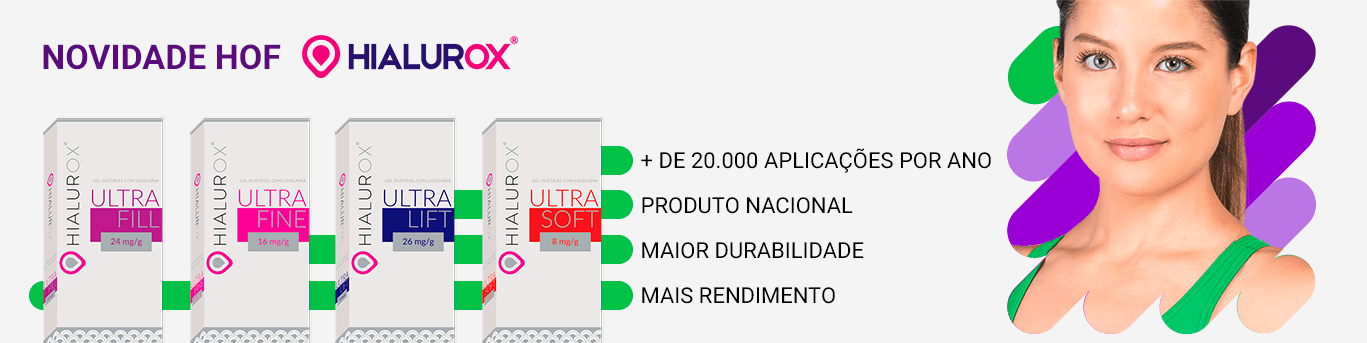 NOVIDADE HOF HIALUROX®
HIALUROX®
GEL INJETÁVEL COM LIDOCAÍNA
ULTRA
FILL
24 mg/g
HIALUROX®
GEL INJETÁVEL COM LIDOCAÍNA
ULTRA
FINE
16 mg/g
HIALUROX®
GEL INJETÁVEL COM LIDOCAÍNA
ULTRA
LIFT
26 mg/g
HIALUROX®
GEL INJETÁVEL COM LIDOCAÍNA
ULTRA
SOFT
8 mg/g
+ DE 20.000 APLICAÇÕES POR ANO
PRODUTO NACIONAL
MAIOR DURABILIDADE
MAIS RENDIMENTO